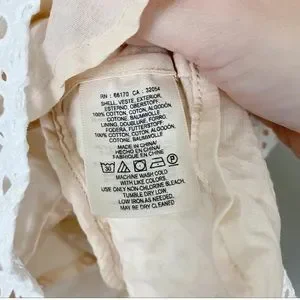 RN : 66170 CA : 32054
SHELL, VESTE, EXTERIOR,
ESTERNO, OBERSTOFF:
100% COTTON, COTON, ALGODÓN,
COTONE, BAUMWOLLE
LINING, DOUBLURE, FORRO,
FODERA, FUTTERSTOFF:
100% COTTON, COTON, ALGODÓN,
COTONE, BAUMWOLLE
MADE IN CHINA/
HECHO EN CHINA/
FABRIQUÉ EN CHINE
30
MACHINE WASH COLD
WITH LIKE COLORS.
USE ONLY NON-CHLORINE BLEACH.
TUMBLE DRY LOW.
LOW IRON AS NEEDED.
MAY BE DRY CLEANED